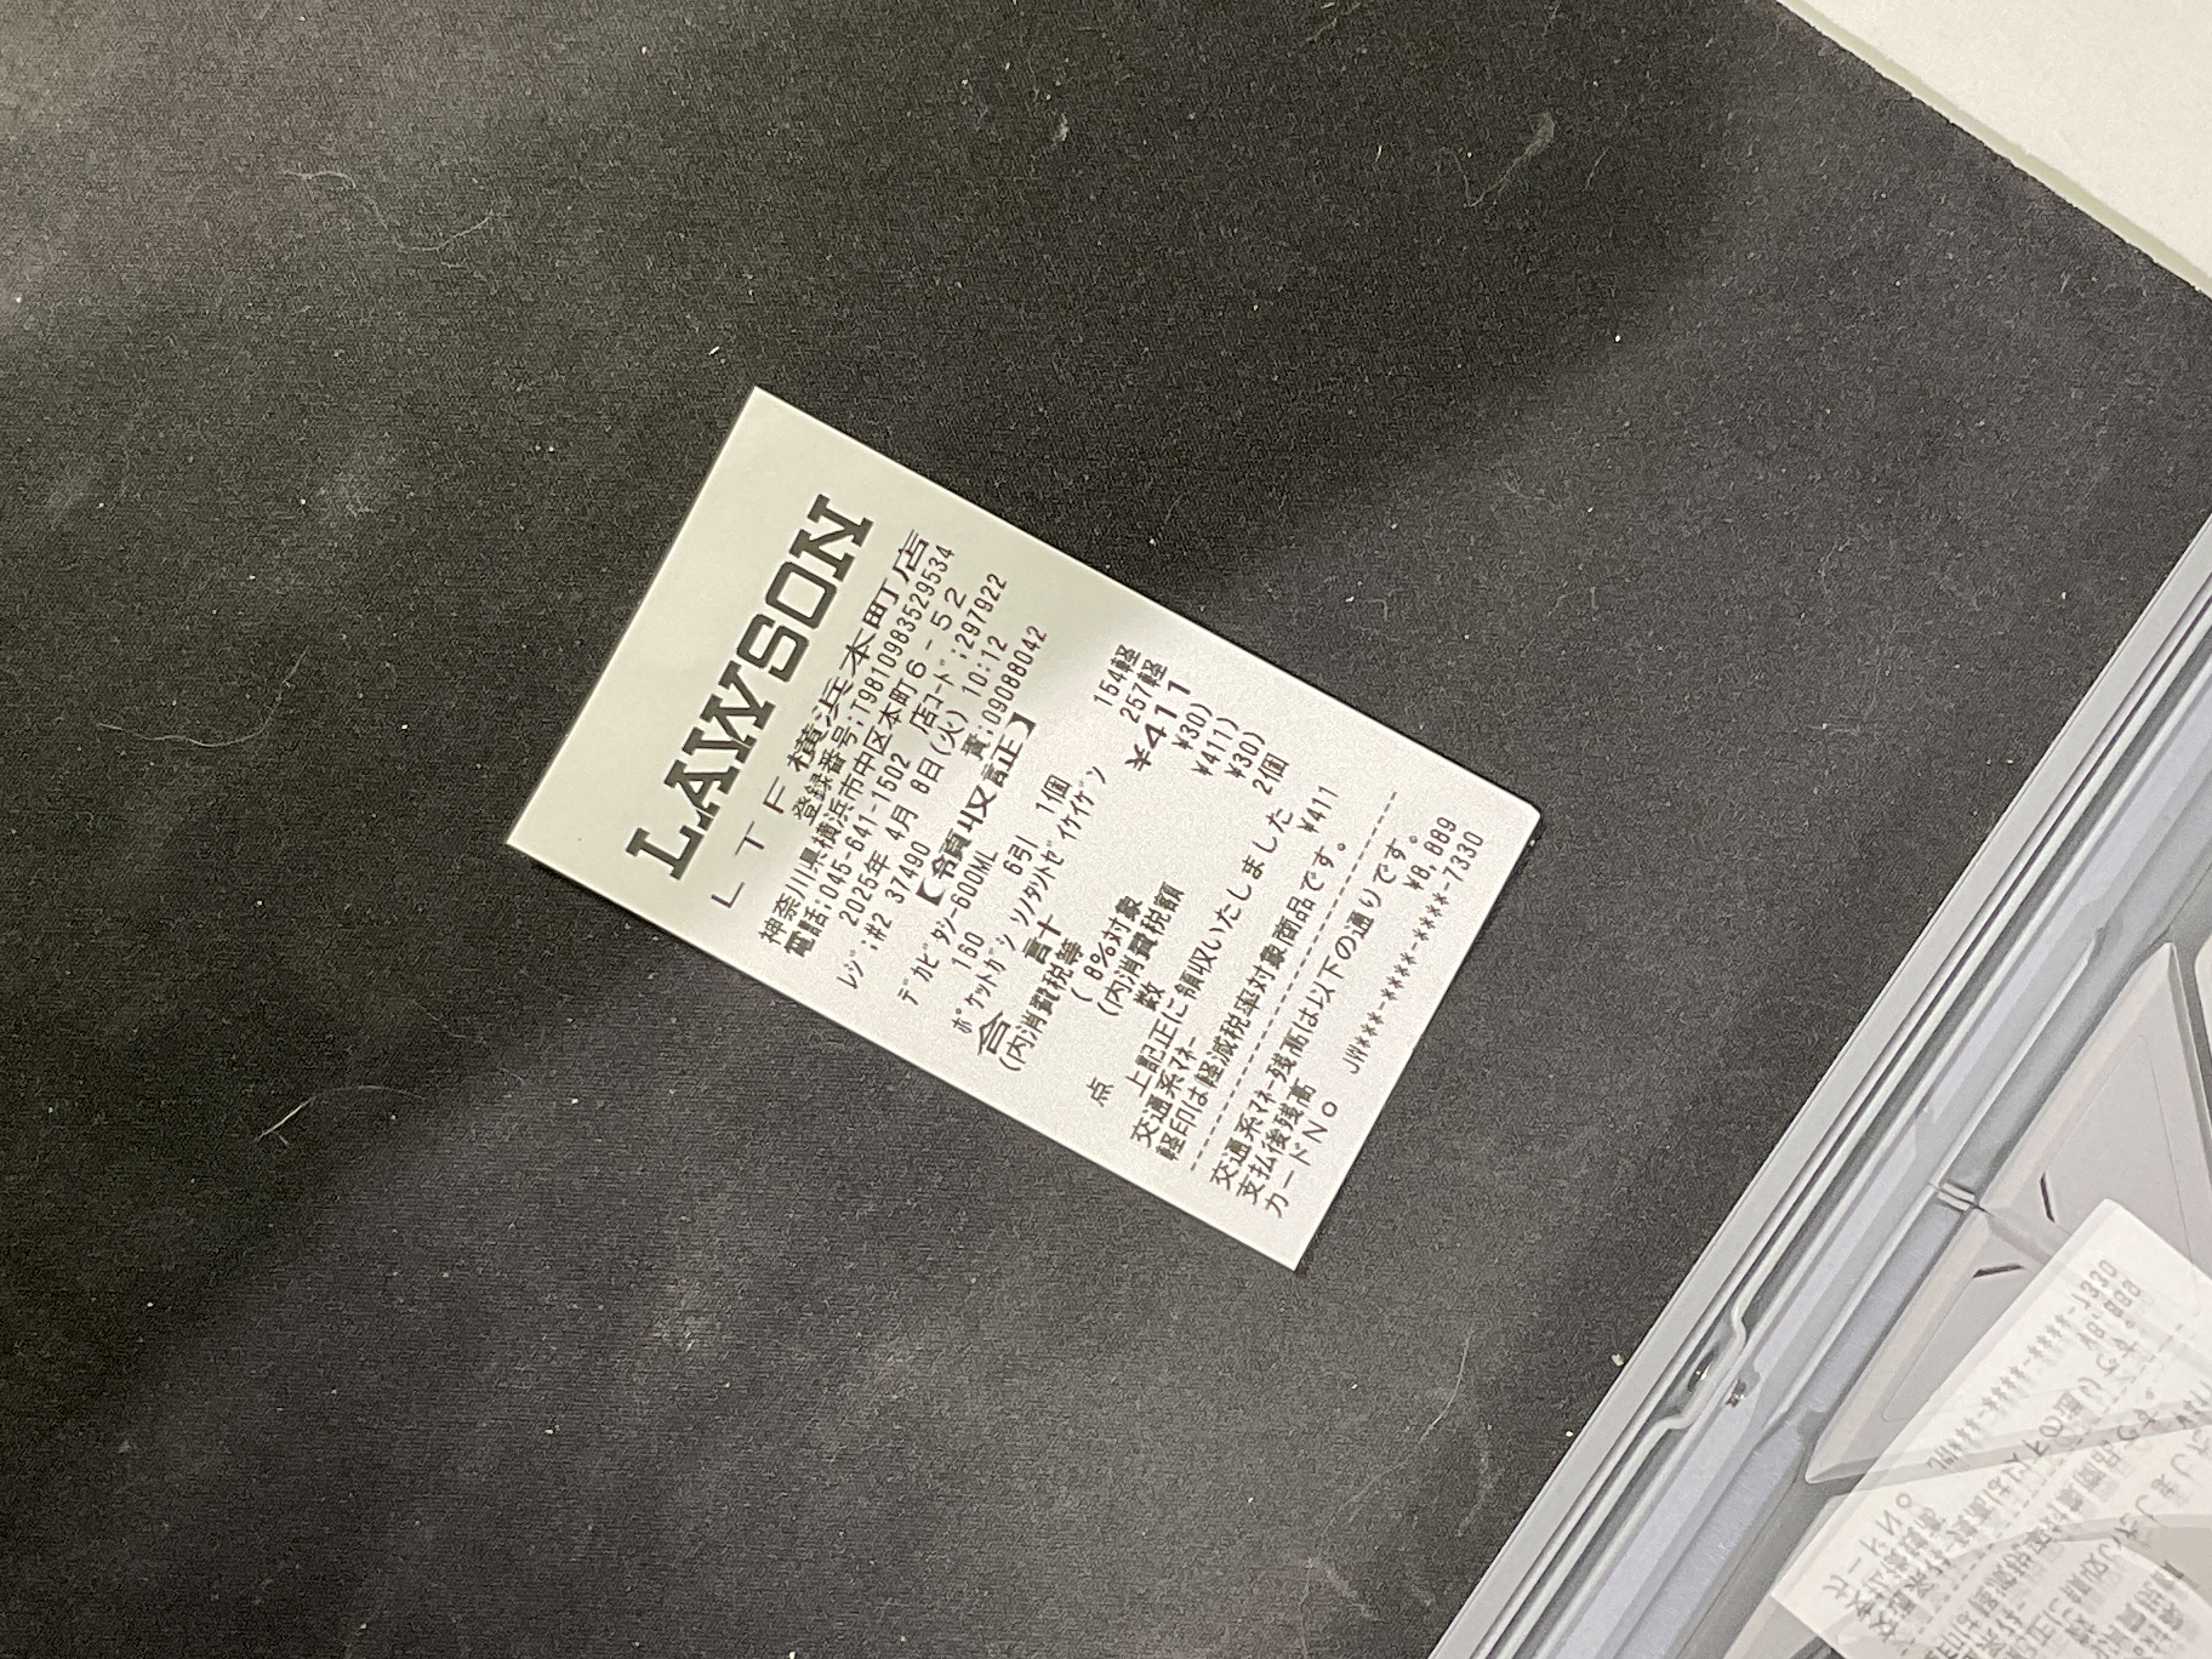 LAWSON
LTF横浜本町店
登録番号:T9810983529534
神奈川県横浜市中区本町6-52
電話:045-641-1502 店コード;297922
2025年 4月 8日(火) 10:12
レジ;#2 37490 責;09088042
【領収証】
デカビタシー600ML
160 6引 1個 154軽
ポケットガシ リノタントゼイケイゲン 257軽
合 計 ¥411
(内消費税等 ¥30)
( 8%対象 ¥411)
(内消費税額 ¥30)
点 数 2個
上記正に領収いたしました
交通系マネー ¥411
軽印は軽減税率対象商品です。
交通系マネー残高は以下の通りです。
支払後残高 ¥8,889
カードNo JW***-****-****-7330